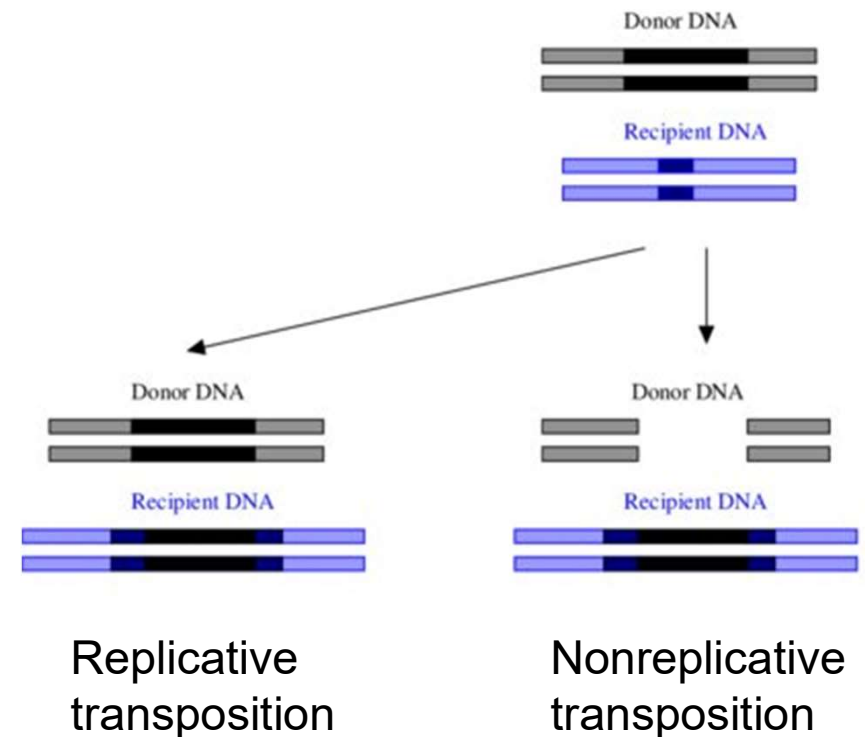 Donor DNA
Recipient DNA
Donor DNA
Recipient DNA
Donor DNA
Recipient DNA
Replicative
transposition
Nonreplicative
transposition